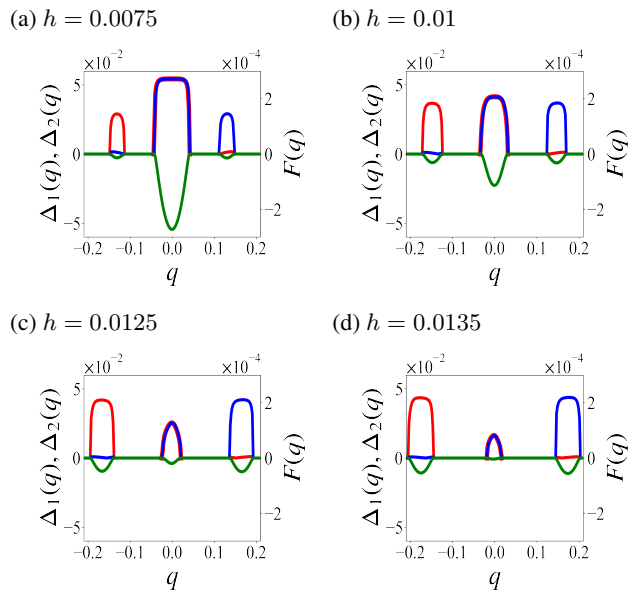 (a) h = 0.0075
×10⁻² ×10⁻⁴
Δ₁(q), Δ₂(q)
5
0
−5
2
0
−2
F(q)
−0.2 −0.1 0.0 0.1 0.2
q
(b) h = 0.01
×10⁻² ×10⁻⁴
Δ₁(q), Δ₂(q)
5
0
−5
2
0
−2
F(q)
−0.2 −0.1 0.0 0.1 0.2
q
(c) h = 0.0125
×10⁻² ×10⁻⁴
Δ₁(q), Δ₂(q)
5
0
−5
2
0
−2
F(q)
−0.2 −0.1 0.0 0.1 0.2
q
(d) h = 0.0135
×10⁻² ×10⁻⁴
Δ₁(q), Δ₂(q)
5
0
−5
2
0
−2
F(q)
−0.2 −0.1 0.0 0.1 0.2
q